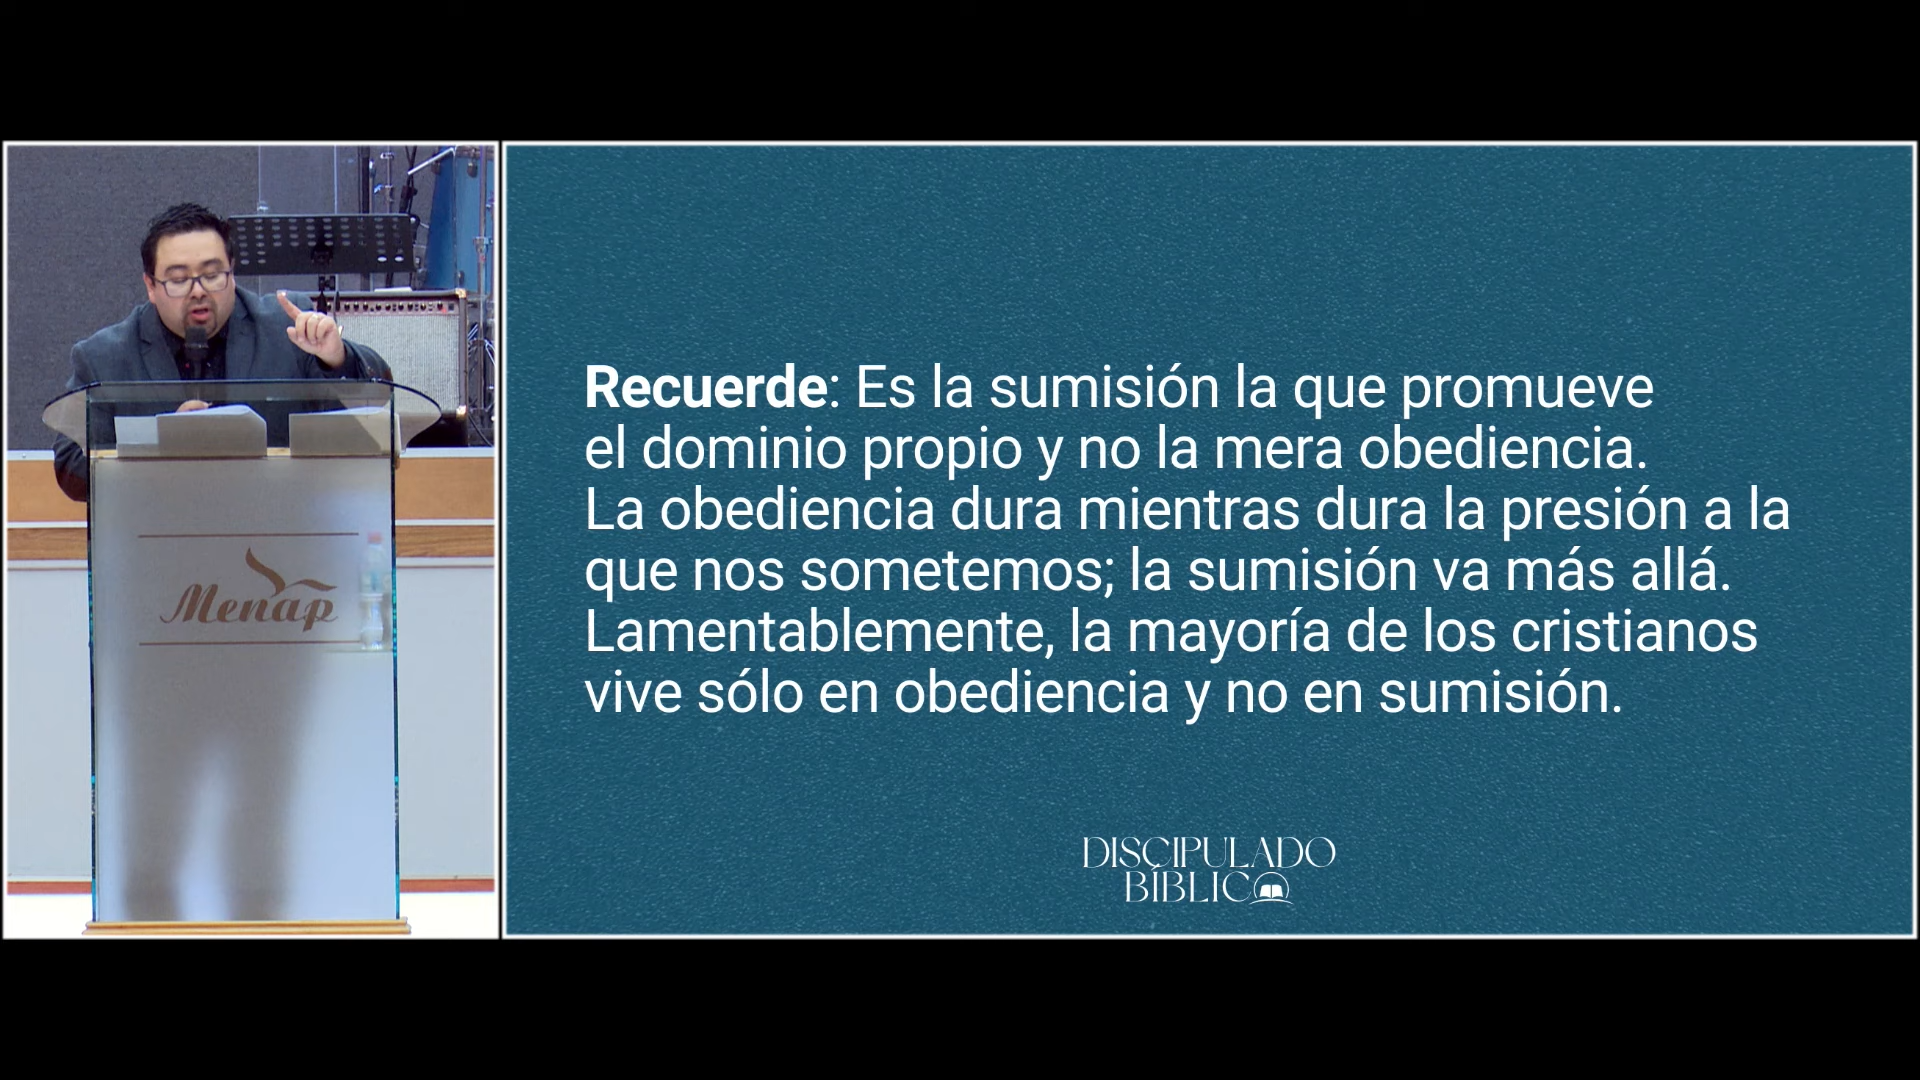 Menap
Recuerde: Es la sumisión la que promueve
el dominio propio y no la mera obediencia.
La obediencia dura mientras dura la presión a la
que nos sometemos; la sumisión va más allá.
Lamentablemente, la mayoría de los cristianos
vive sólo en obediencia y no en sumisión.
DISCIPULADO
BÍBLICO